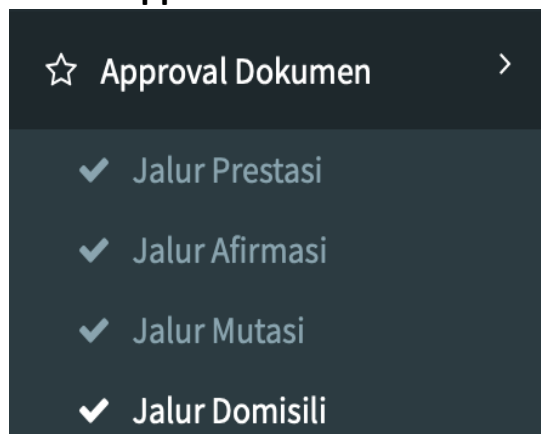 Approval Dokumen
Jalur Prestasi
Jalur Afirmasi
Jalur Mutasi
Jalur Domisili